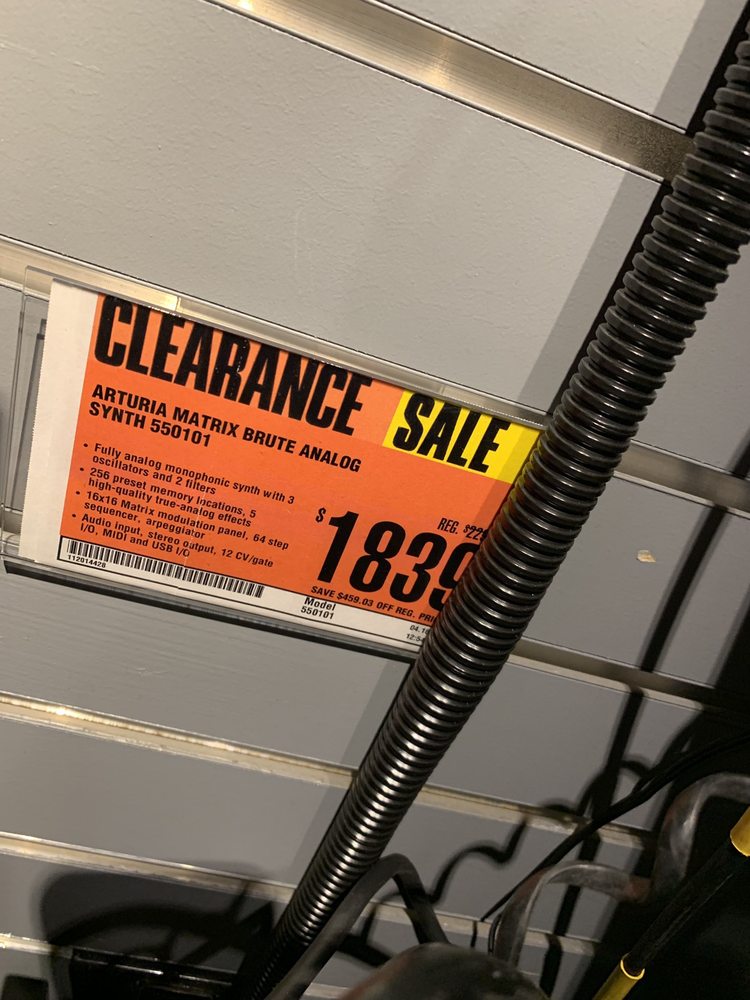 CLEARANCE SALE
ARTURIA MATRIX BRUTE ANALOG
SYNTH 550101
• Fully analog monophonic synth with 3
oscillators and 2 filters
• 256 preset memory locations, 5
high-quality true-analog effects
• 16x16 Matrix modulation panel, 64 step
sequencer, arpeggiator
• Audio input, stereo output, 12 CV/gate
I/O, MIDI and USB I/O
REG.
$1839
SAVE $459.03 OFF REG.
112014428
Model
550101